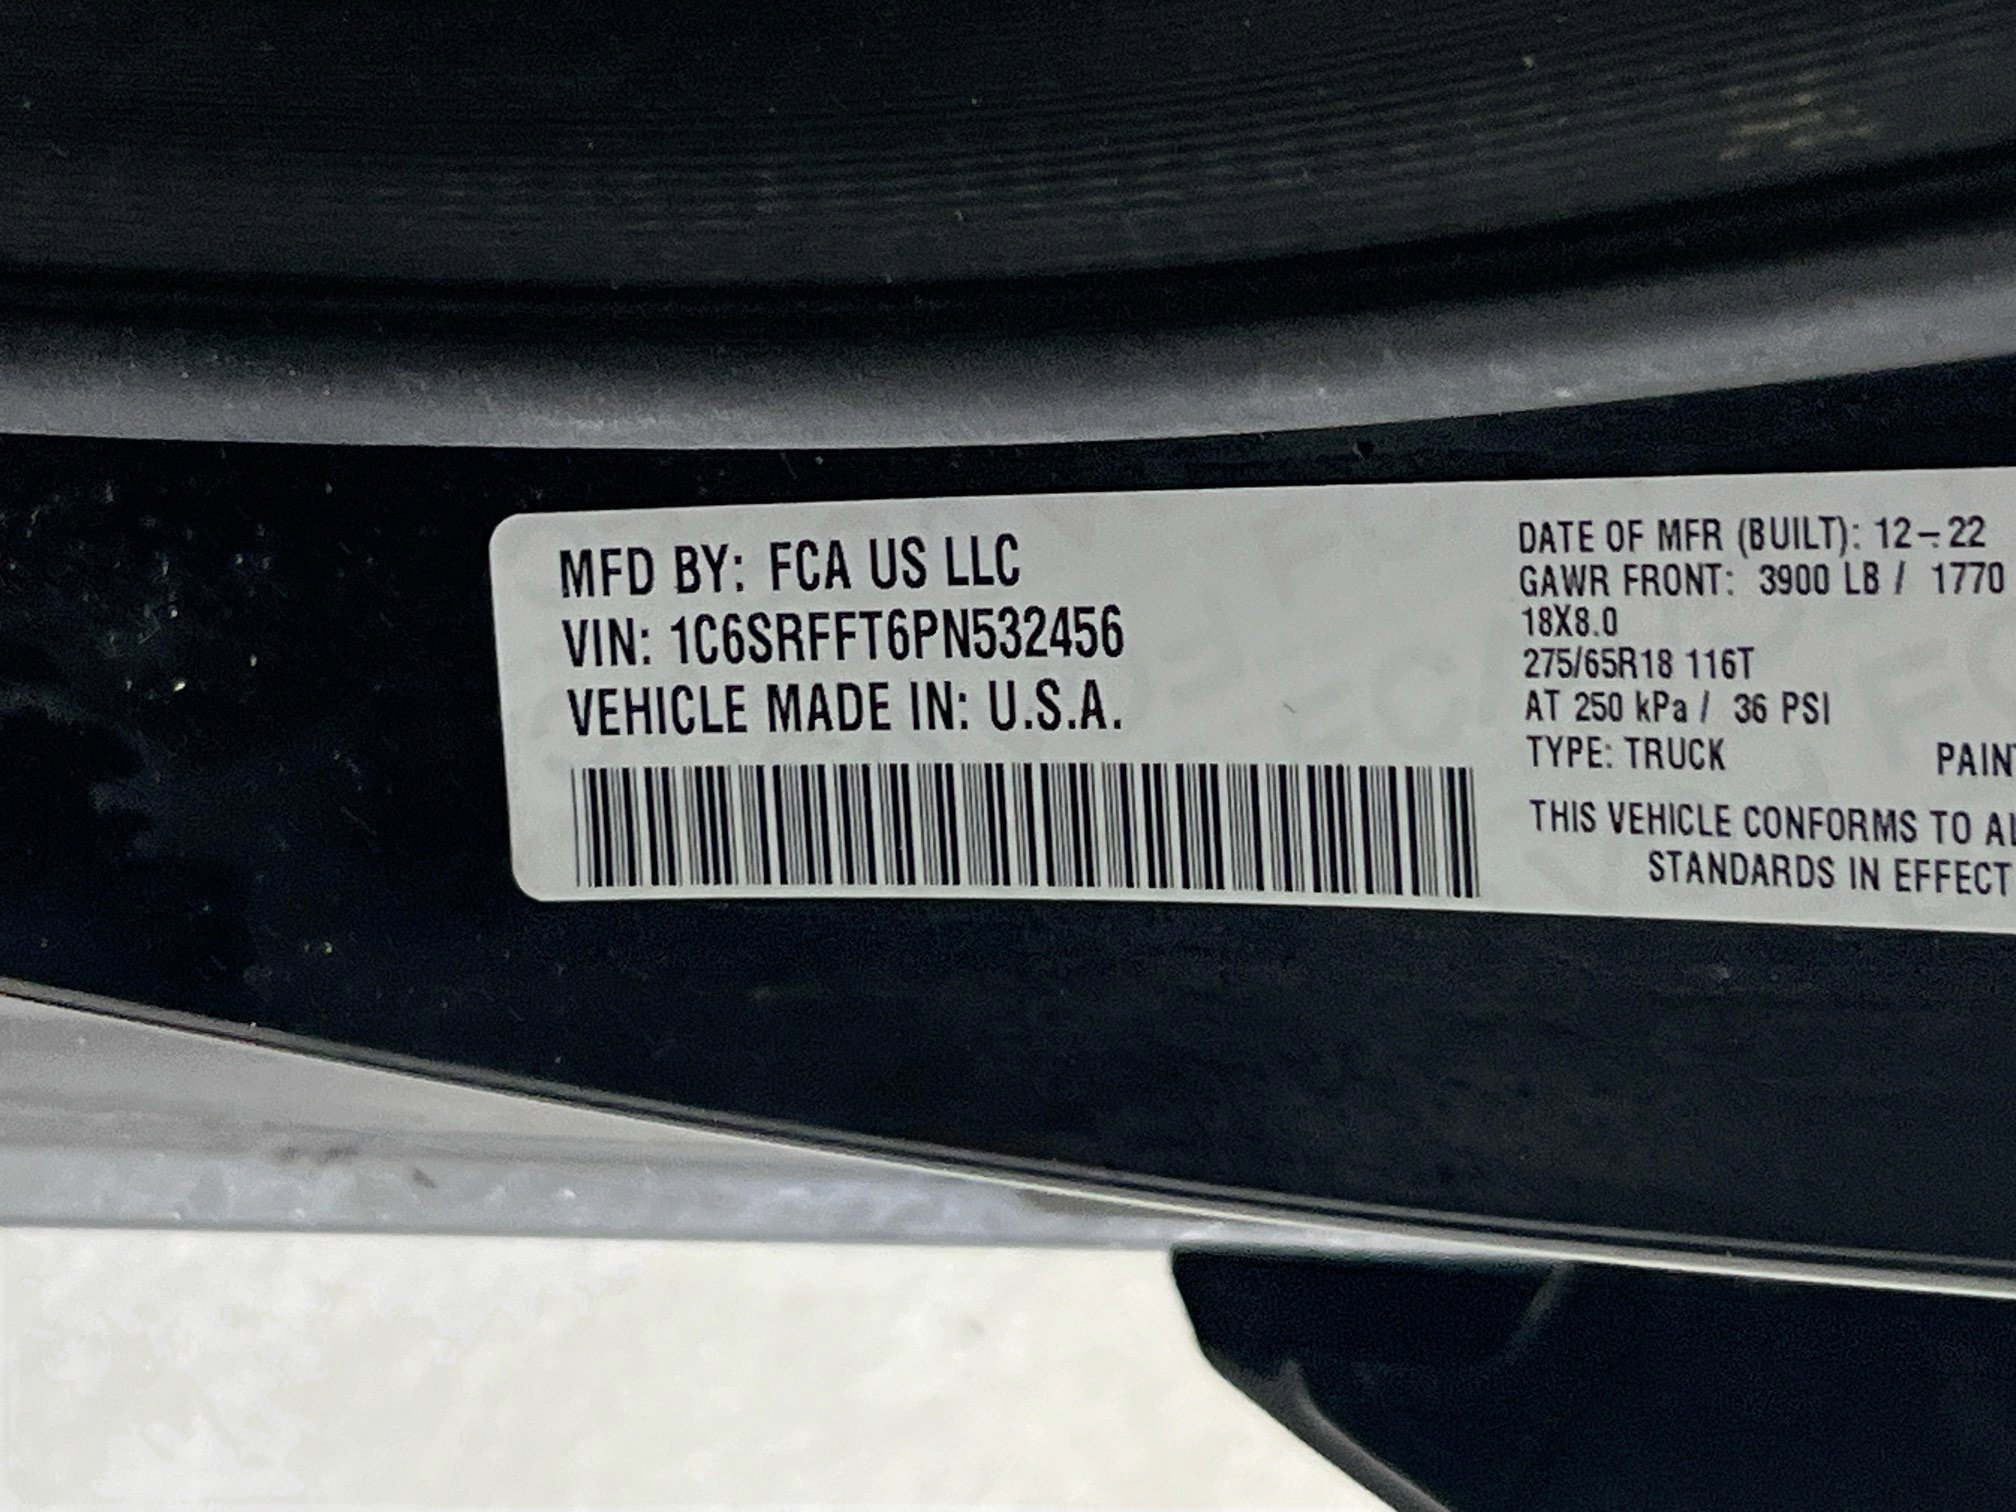 MFD BY: FCA US LLC
VIN: 1C6SRFFT6PN532456
VEHICLE MADE IN: U.S.A.
DATE OF MFR (BUILT): 12-22
GAWR FRONT: 3900 LB / 1770
18X8.0
275/65R18 116T
AT 250 kPa / 36 PSI
TYPE: TRUCK
THIS VEHICLE CONFORMS TO
STANDARDS IN EFFECT